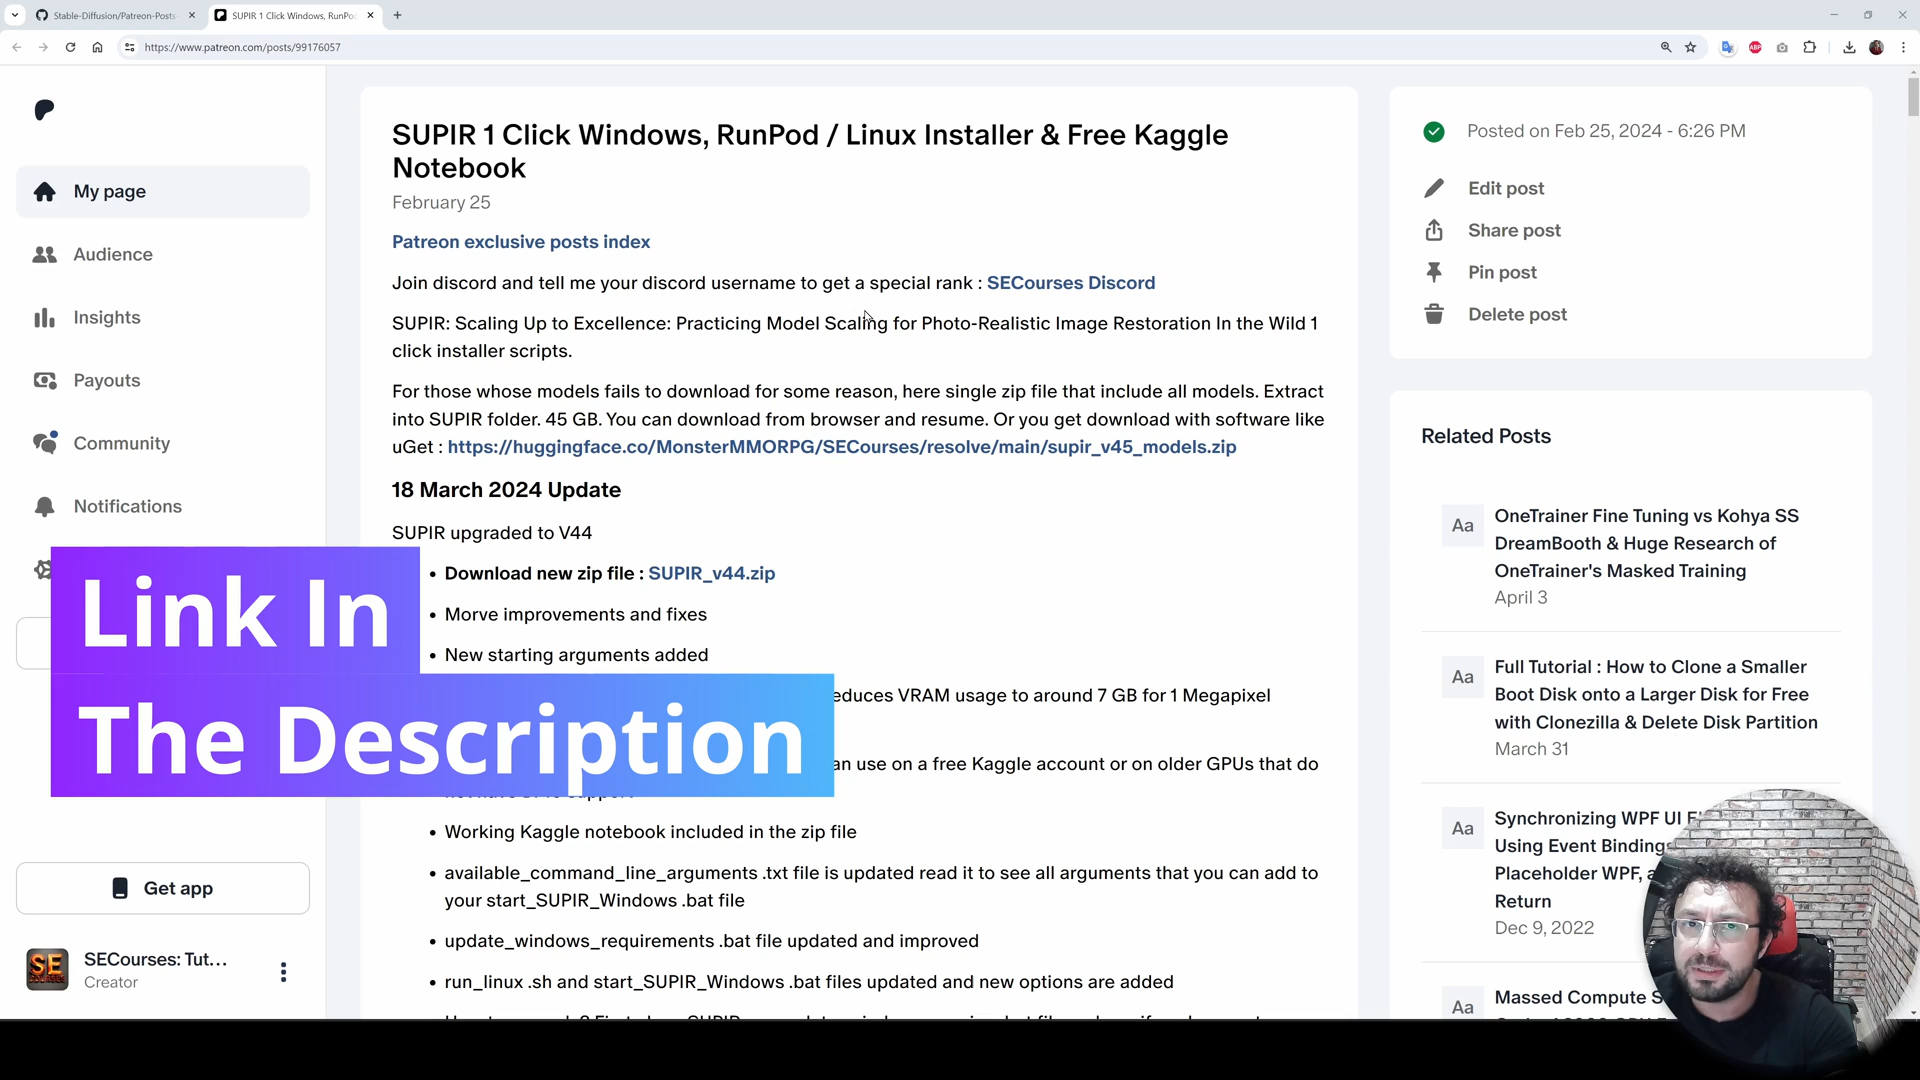 Stable-Diffusion/Patreon-Posts
SUPIR 1 Click Windows, RunPo
https://www.patreon.com/posts/99176057
ABP
My page
Audience
Insights
Payouts
Community
Notifications
Get app
SE
SECourses: Tut...
Creator
SUPIR 1 Click Windows, RunPod / Linux Installer & Free Kaggle
Notebook
February 25
Patreon exclusive posts index
Join discord and tell me your discord username to get a special rank : SECourses Discord
SUPIR: Scaling Up to Excellence: Practicing Model Scaling for Photo-Realistic Image Restoration In the Wild 1
click installer scripts.
For those whose models fails to download for some reason, here single zip file that include all models. Extract
into SUPIR folder. 45 GB. You can download from browser and resume. Or you get download with software like
uGet : https://huggingface.co/MonsterMMORPG/SECourses/resolve/main/supir_v45_models.zip
18 March 2024 Update
SUPIR upgraded to V44
• Download new zip file : SUPIR_v44.zip
• Morve improvements and fixes
• New starting arguments added
educes VRAM usage to around 7 GB for 1 Megapixel
an use on a free Kaggle account or on older GPUs that do
• Working Kaggle notebook included in the zip file
• available_command_line_arguments .txt file is updated read it to see all arguments that you can add to
your start_SUPIR_Windows .bat file
• update_windows_requirements .bat file updated and improved
• run_linux .sh and start_SUPIR_Windows .bat files updated and new options are added
Link In
The Description
Posted on Feb 25, 2024 - 6:26 PM
Edit post
Share post
Pin post
Delete post
Related Posts
Aa
OneTrainer Fine Tuning vs Kohya SS
DreamBooth & Huge Research of
OneTrainer's Masked Training
April 3
Aa
Full Tutorial : How to Clone a Smaller
Boot Disk onto a Larger Disk for Free
with Clonezilla & Delete Disk Partition
March 31
Aa
Synchronizing WPF UI E
Using Event Bindings
Placeholder WPF, a
Return
Dec 9, 2022
Aa
Massed Compute S